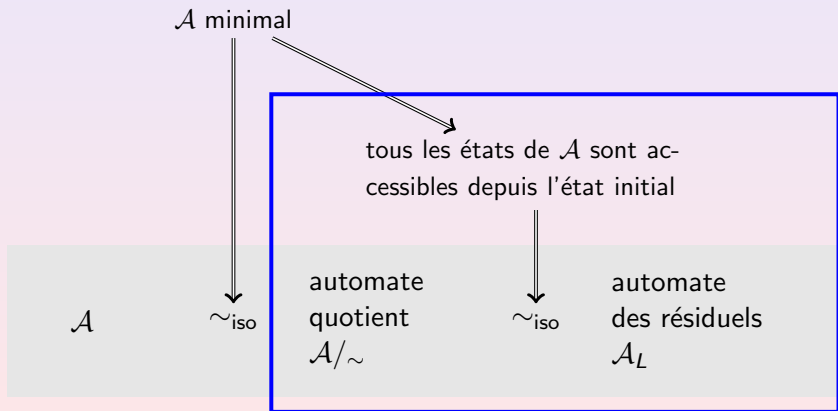 𝒜 minimal
tous les états de 𝒜 sont ac-
cessibles depuis l'état initial
𝒜 ∼iso automate quotient 𝒜/∼ ∼iso automate des résiduels 𝒜L